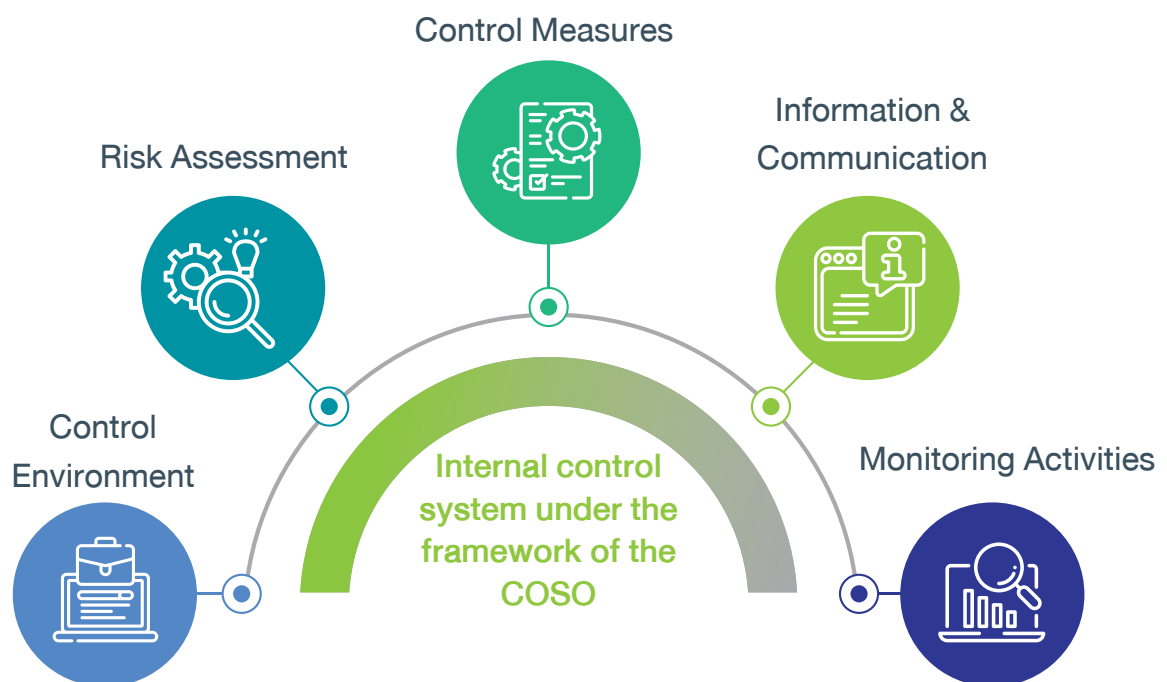 Control Measures
Information &
Communication
Risk Assessment
Control
Environment
Monitoring Activities
Internal control
system under the
framework of the
COSO